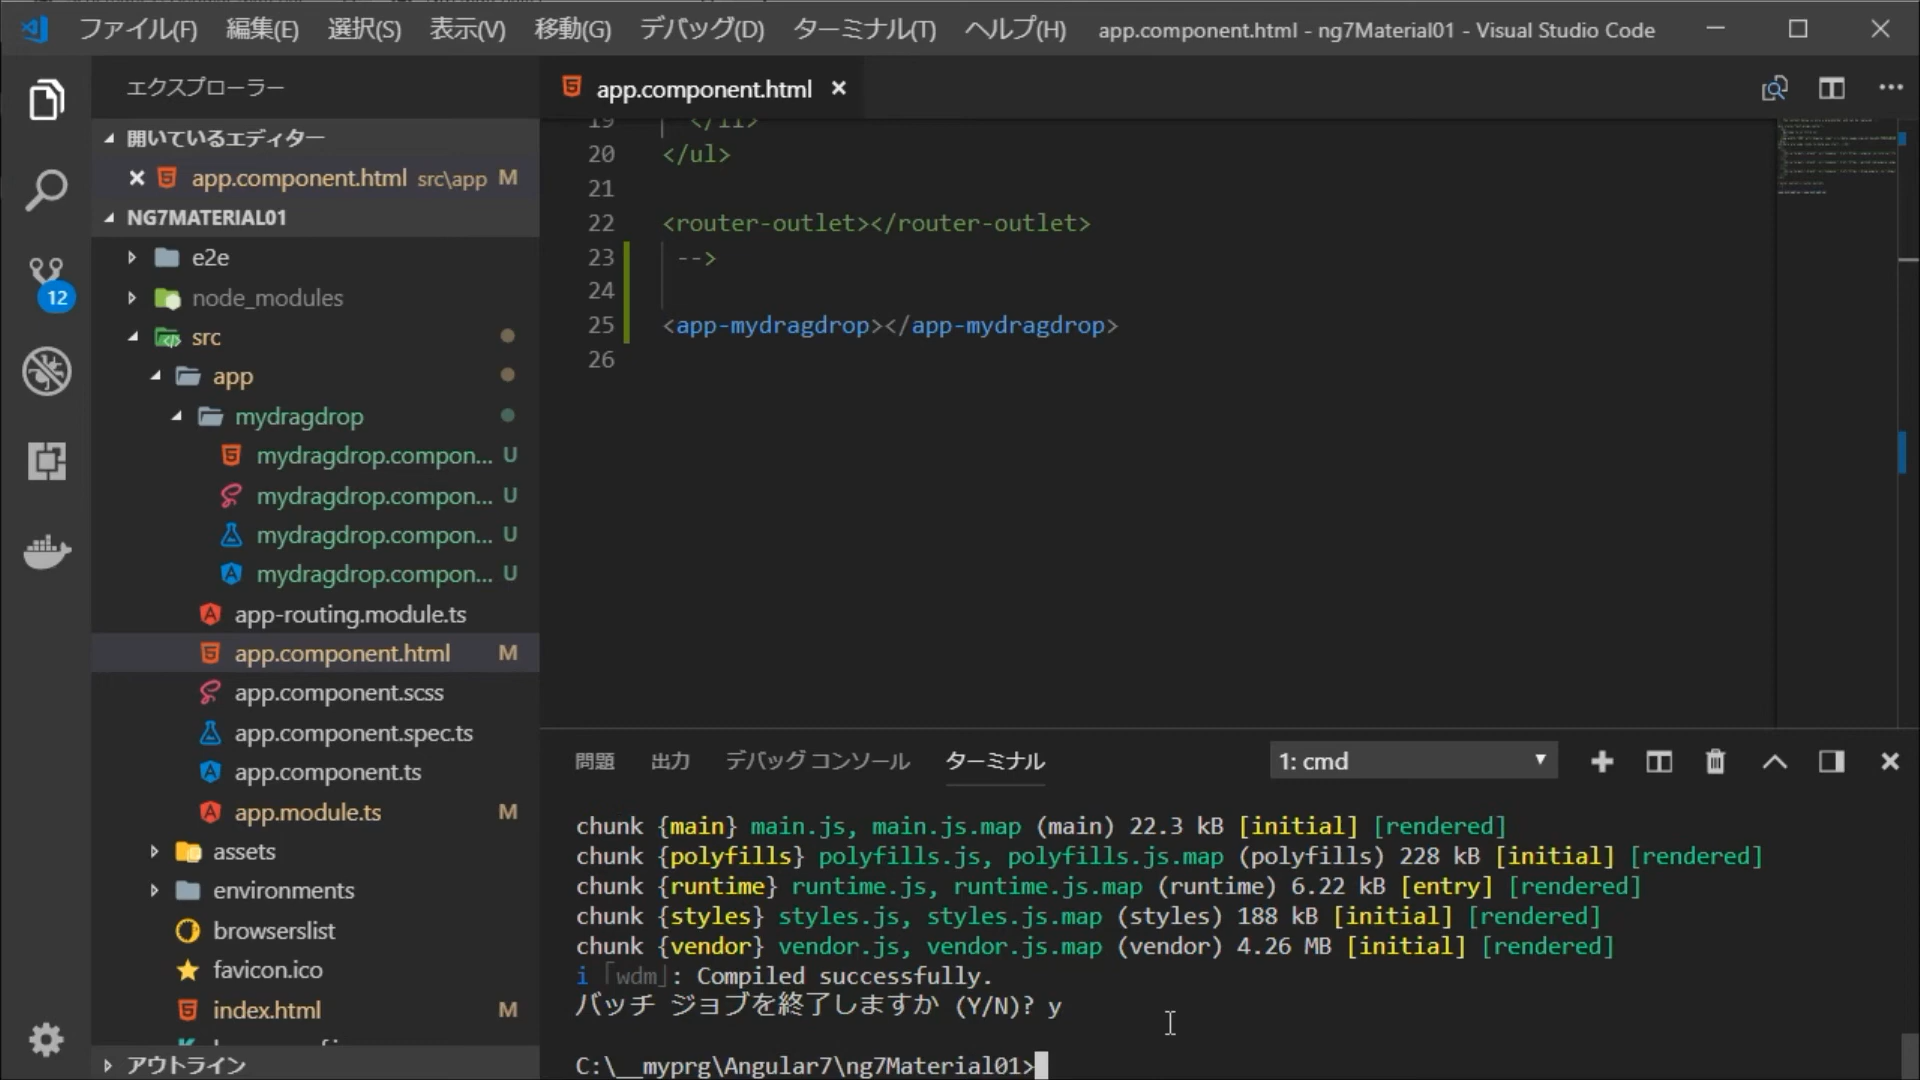 ファイル(F) 編集(E) 選択(S) 表示(V) 移動(G) デバッグ(D) ターミナル(T) ヘルプ(H) app.component.html - ng7Material01 - Visual Studio Code
エクスプローラー
開いているエディター
app.component.html src\app M
NG7MATERIAL01
e2e
node_modules
src
app
mydragdrop
mydragdrop.compon... U
mydragdrop.compon... U
mydragdrop.compon... U
mydragdrop.compon... U
app-routing.module.ts
app.component.html M
app.component.scss
app.component.spec.ts
app.component.ts
app.module.ts M
assets
environments
browserslist
favicon.ico
index.html M
アウトライン
12
app.component.html
19 </li>
20 </ul>
21
22 <router-outlet></router-outlet>
23 -->
24
25 <app-mydragdrop></app-mydragdrop>
26
問題 出力 デバッグ コンソール ターミナル 1: cmd
chunk {main} main.js, main.js.map (main) 22.3 kB [initial] [rendered]
chunk {polyfills} polyfills.js, polyfills.js.map (polyfills) 228 kB [initial] [rendered]
chunk {runtime} runtime.js, runtime.js.map (runtime) 6.22 kB [entry] [rendered]
chunk {styles} styles.js, styles.js.map (styles) 188 kB [initial] [rendered]
chunk {vendor} vendor.js, vendor.js.map (vendor) 4.26 MB [initial] [rendered]
i ｢wdm｣: Compiled successfully.
バッチ ジョブを終了しますか (Y/N)? y
C:\__myprg\Angular7\ng7Material01>